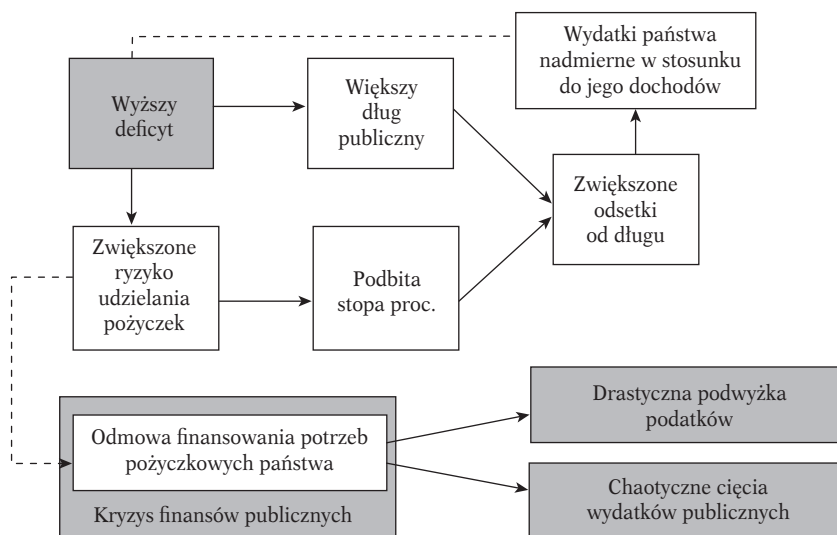 Wydatki państwa
nadmierne w stosunku
do jego dochodów
Wyższy
deficyt
Większy
dług
publiczny
Zwiększone
odsetki
od długu
Zwiększone
ryzyko
udzielania
pożyczek
Podbita
stopa proc.
Drastyczna podwyżka
podatków
Odmowa finansowania potrzeb
pożyczkowych państwa
Kryzys finansów publicznych
Chaotyczne cięcia
wydatków publicznych